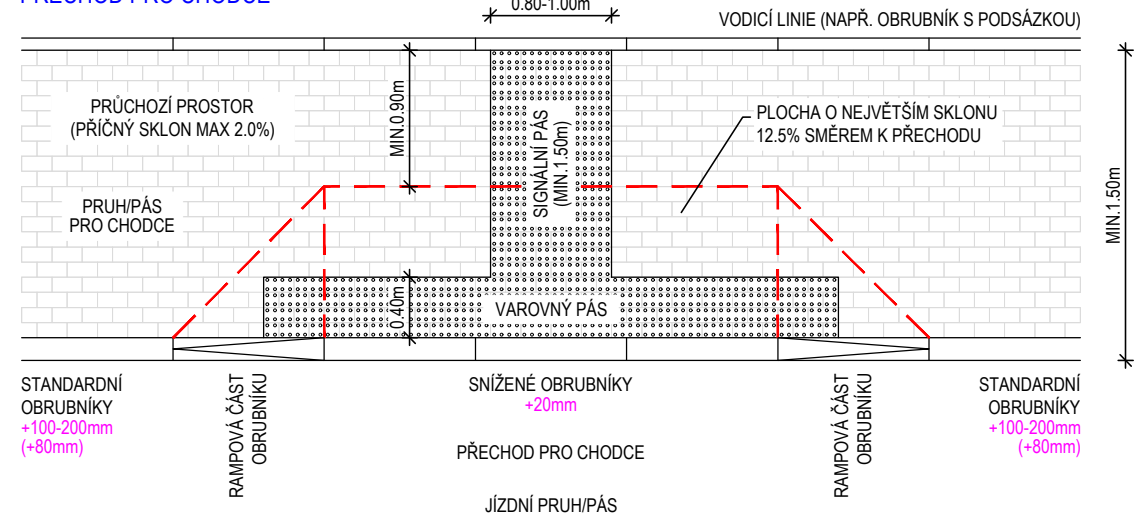 PŘECHOD PRO CHODCE
0.80-1.00m
VODICÍ LINIE (NAPŘ. OBRUBNÍK S PODSÁZKOU)
PRŮCHOZÍ PROSTOR
(PŘÍČNÝ SKLON MAX 2.0%)
MIN.0.90m
SIGNÁLNÍ PÁS
(MIN.1.50m)
PLOCHA O NEJVĚTŠÍM SKLONU
12.5% SMĚREM K PŘECHODU
PRUH/PÁS
PRO CHODCE
MIN.1.50m
0.40m
VAROVNÝ PÁS
STANDARDNÍ
OBRUBNÍKY
+100-200mm
(+80mm)
RAMPOVÁ ČÁST
OBRUBNÍKU
SNÍŽENÉ OBRUBNÍKY
+20mm
PŘECHOD PRO CHODCE
JÍZDNÍ PRUH/PÁS
RAMPOVÁ ČÁST
OBRUBNÍKU
STANDARDNÍ
OBRUBNÍKY
+100-200mm
(+80mm)